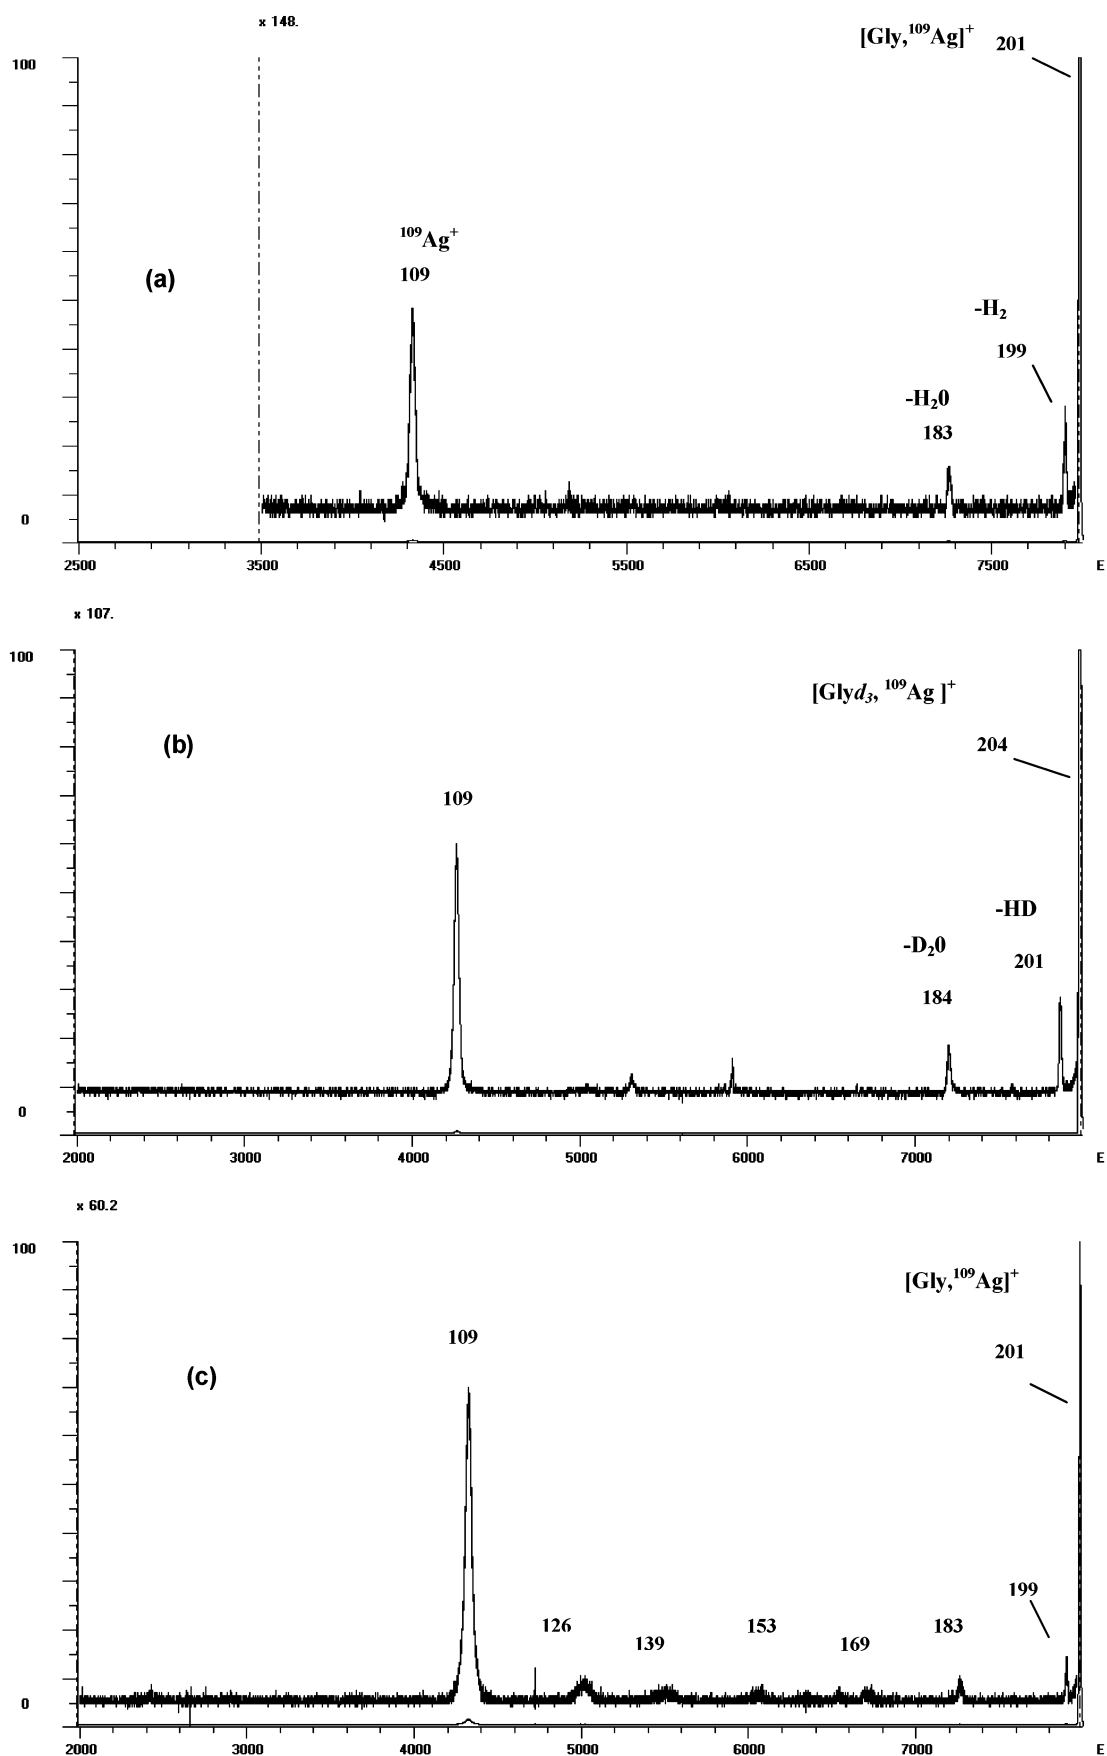 x 148.
[Gly,¹⁰⁹Ag]⁺ 201
100
¹⁰⁹Ag⁺
109
(a)
-H₂
199
-H₂0
183
0
2500 3500 4500 5500 6500 7500 E
x 107.
100
[Glyd₃, ¹⁰⁹Ag ]⁺
204
(b)
109
-HD
-D₂0
201
184
0
2000 3000 4000 5000 6000 7000 E
x 60.2
100
[Gly,¹⁰⁹Ag]⁺
109
201
(c)
199
126 139 153 169 183
0
2000 3000 4000 5000 6000 7000 E